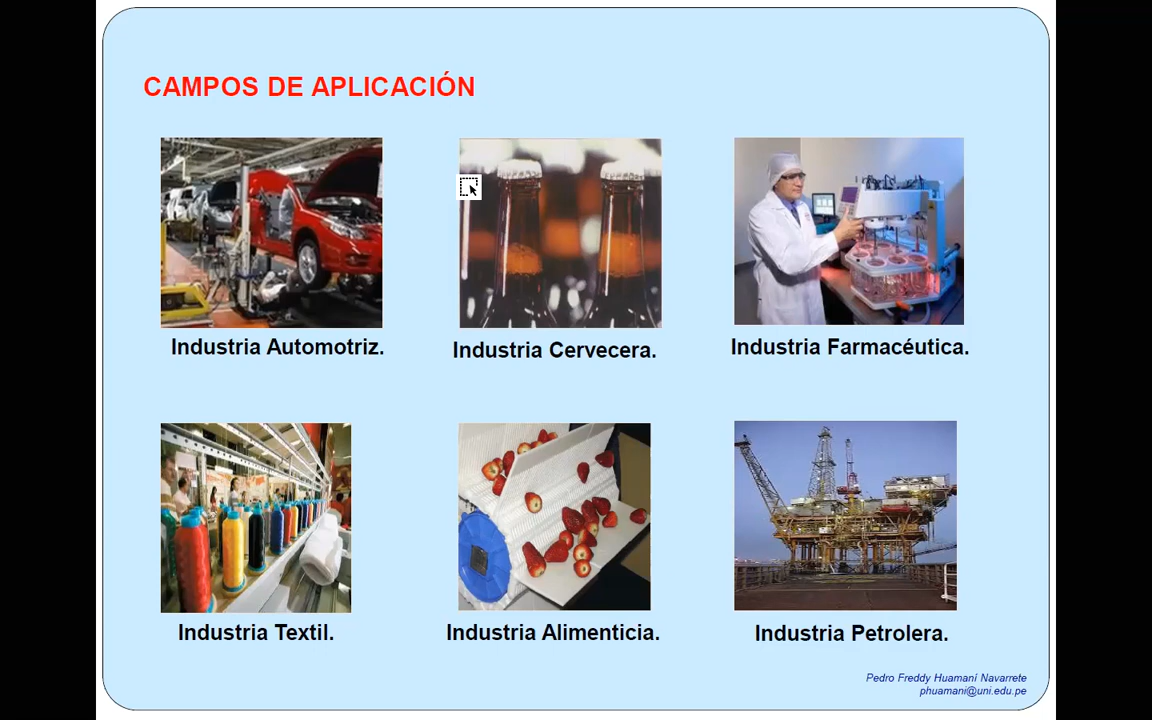 CAMPOS DE APLICACIÓN
Industria Automotriz.
Industria Cervecera.
Industria Farmacéutica.
Industria Textil.
Industria Alimenticia.
Industria Petrolera.
Pedro Freddy Huamaní Navarrete
phuamani@uni.edu.pe